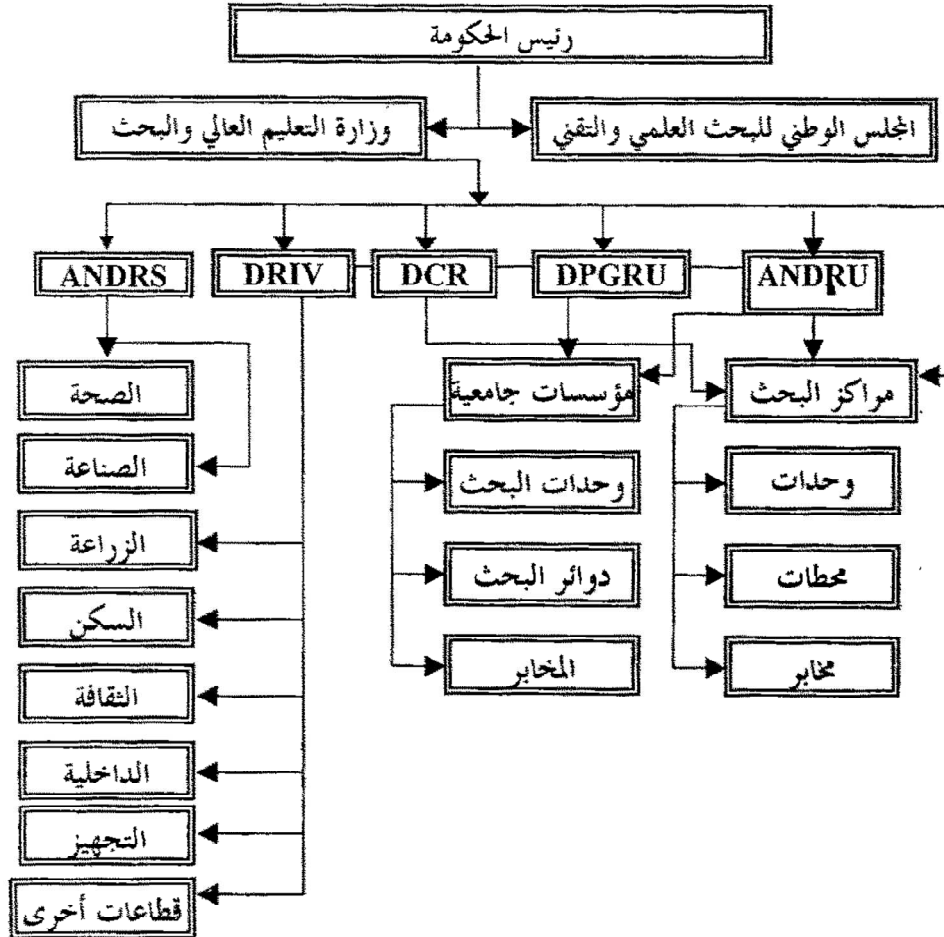 رئيس الحكومة
المجلس الوطني للبحث العلمي والتقني
وزارة التعليم العالي والبحث
ANDRS
DRIV
DCR
DPGRU
ANDRU
الصحة
مؤسسات جامعية
مراكز البحث
الصناعة
وحدات البحث
وحدات
الزراعة
دوائر البحث
محطات
السكن
المخابر
مخابر
الثقافة
الداخلية
التجهيز
قطاعات أخرى